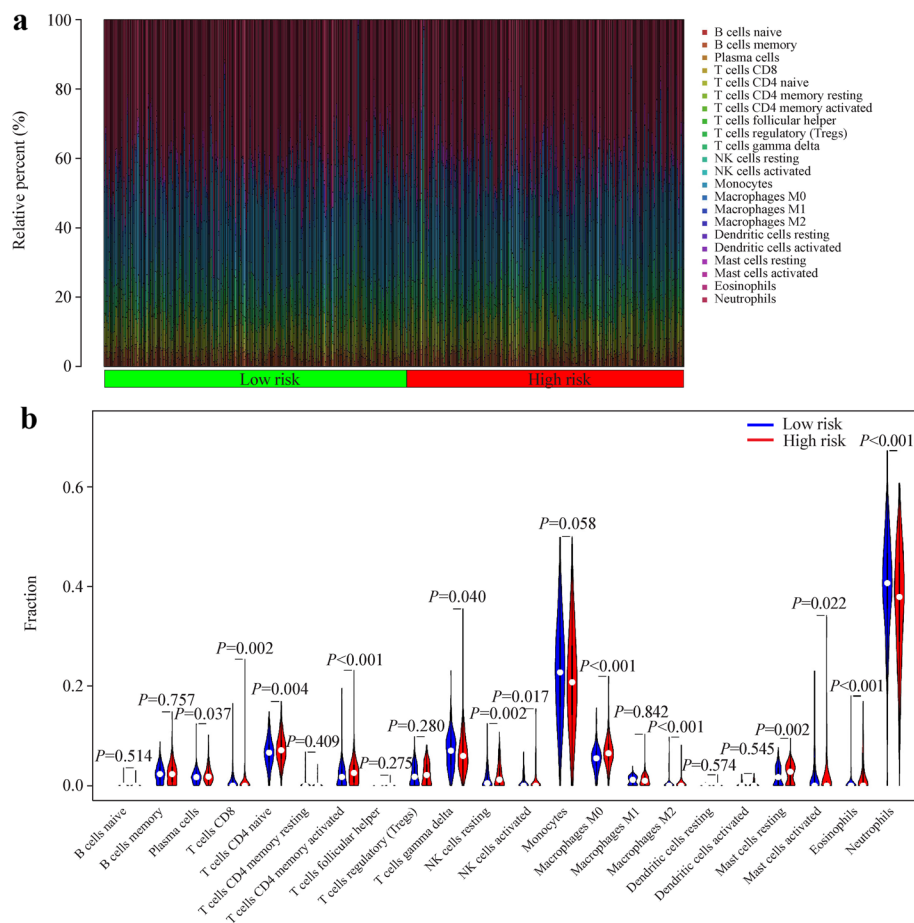 a
Relative percent (%)
100
80
60
40
20
0
Low risk
High risk
B cells naive
B cells memory
Plasma cells
T cells CD8
T cells CD4 naive
T cells CD4 memory resting
T cells CD4 memory activated
T cells follicular helper
T cells regulatory (Tregs)
T cells gamma delta
NK cells resting
NK cells activated
Monocytes
Macrophages M0
Macrophages M1
Macrophages M2
Dendritic cells resting
Dendritic cells activated
Mast cells resting
Mast cells activated
Eosinophils
Neutrophils
b
Low risk
High risk
Fraction
0.6
0.4
0.2
0.0
P=0.514
P=0.757
P=0.037
P=0.002
P=0.004
P=0.409
P<0.001
P=0.275
P=0.280
P=0.040
P=0.002
P=0.017
P=0.058
P<0.001
P=0.842
P<0.001
P=0.574
P=0.545
P=0.002
P=0.022
P<0.001
P<0.001
B cells naive
B cells memory
Plasma cells
T cells CD8
T cells CD4 naive
T cells CD4 memory resting
T cells CD4 memory activated
T cells follicular helper
T cells regulatory (Tregs)
T cells gamma delta
NK cells resting
NK cells activated
Monocytes
Macrophages M0
Macrophages M1
Macrophages M2
Dendritic cells resting
Dendritic cells activated
Mast cells resting
Mast cells activated
Eosinophils
Neutrophils